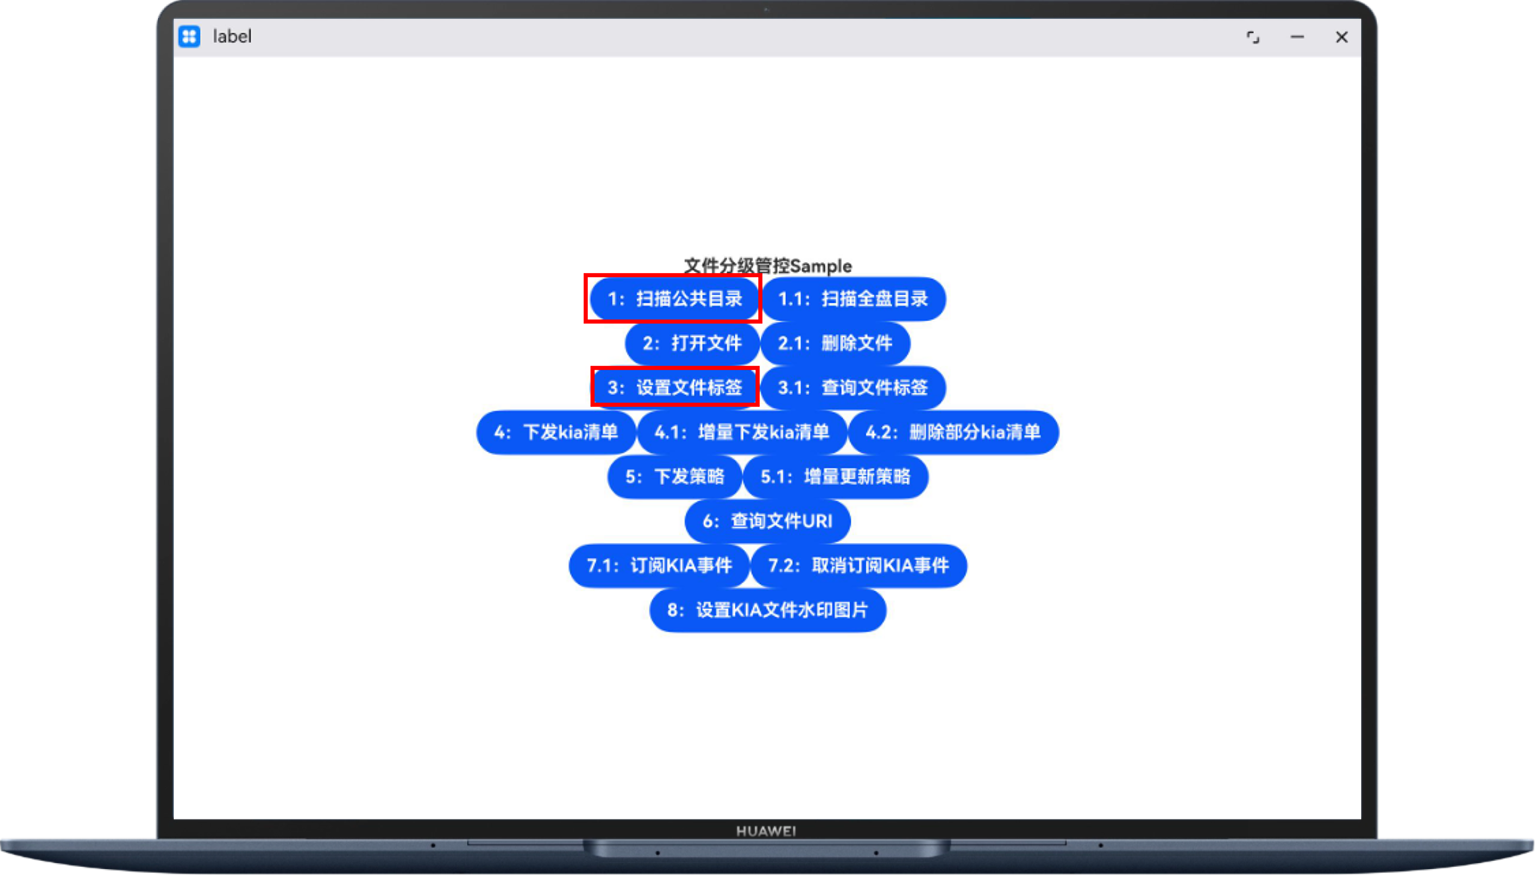 label
文件分级管控Sample
1：扫描公共目录 1.1：扫描全盘目录
2：打开文件 2.1：删除文件
3：设置文件标签 3.1：查询文件标签
4：下发kia清单 4.1：增量下发kia清单 4.2：删除部分kia清单
5：下发策略 5.1：增量更新策略
6：查询文件URI
7.1：订阅KIA事件 7.2：取消订阅KIA事件
8：设置KIA文件水印图片
HUAWEI